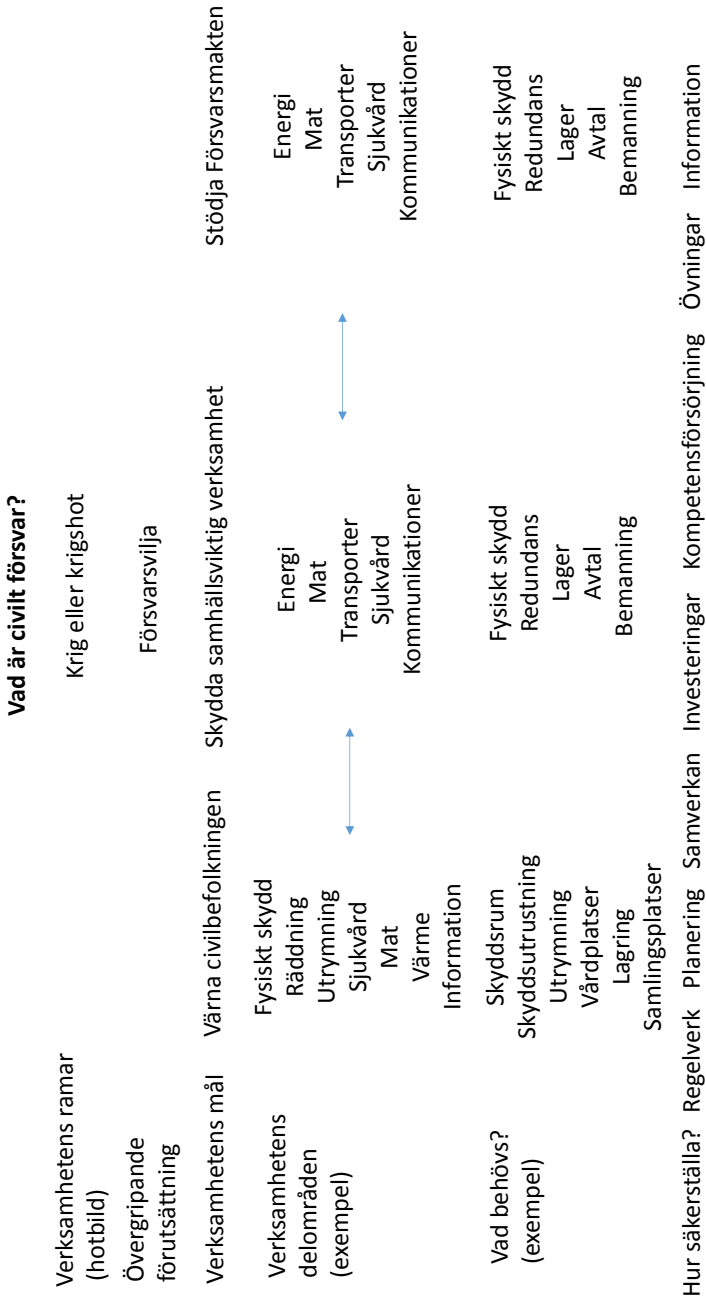 Vad är civilt försvar?
Verksamhetens ramar
(hotbild)
Krig eller krigshot
Övergripande
förutsättning
Försvarsvilja
Verksamhetens mål
Värna civilbefolkningen
Skydda samhällsviktig verksamhet
Stödja Försvarsmakten
Verksamhetens
delområden
(exempel)
Fysiskt skydd
Räddning
Utrymning
Sjukvård
Mat
Värme
Information
Energi
Mat
Transporter
Sjukvård
Kommunikationer
Energi
Mat
Transporter
Sjukvård
Kommunikationer
Vad behövs?
(exempel)
Skyddsrum
Skyddsutrustning
Utrymning
Vårdplatser
Lagring
Samlingsplatser
Fysiskt skydd
Redundans
Lager
Avtal
Bemanning
Fysiskt skydd
Redundans
Lager
Avtal
Bemanning
Hur säkerställa? Regelverk Planering Samverkan Investeringar Kompetensförsörjning Övningar Information